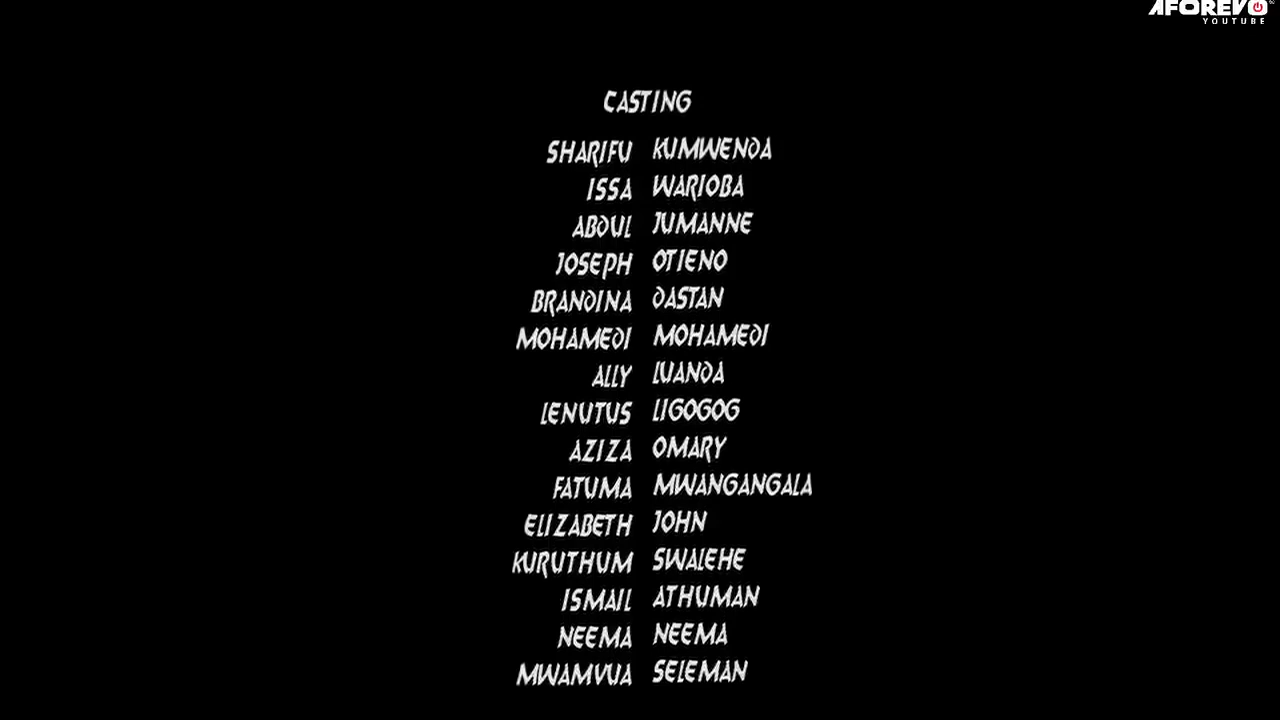 AFOREVO
YOUTUBE
CASTING
SHARIFU KUMWENDA
ISSA WARIOBA
ABDUL JUMANNE
JOSEPH OTIENO
BRANDINA DASTAN
MOHAMEDI MOHAMEDI
ALLY LUANDA
LENUTUS LIGOGOG
AZIZA OMARY
FATUMA MWANGANGALA
ELIZABETH JOHN
KURUTHUM SWALEHE
ISMAIL ATHUMAN
NEEMA NEEMA
MWAMVUA SELEMAN